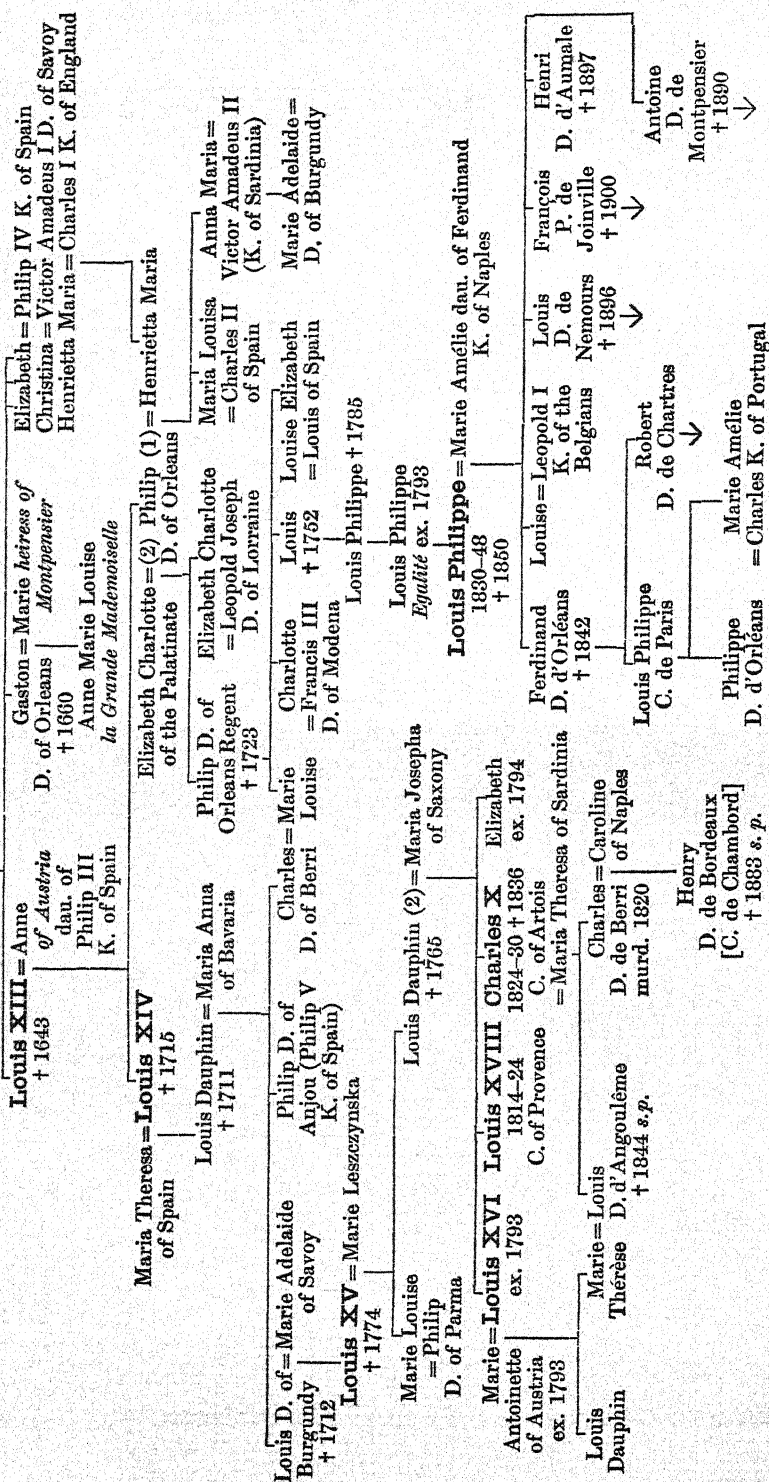 Louis XIII = Anne
† 1643
of Austria
dau. of
Philip III
K. of Spain
Gaston = Marie heiress of
D. of Orleans Montpensier
† 1660
Anne Marie Louise
la Grande Mademoiselle
Elizabeth = Philip IV K. of Spain
Christina = Victor Amadeus I D. of Savoy
Henrietta Maria = Charles I K. of England
Maria Theresa = Louis XIV
of Spain † 1715
Elizabeth Charlotte = (2) Philip (1) = Henrietta Maria
of the Palatinate D. of Orleans
Louis Dauphin = Maria Anna
† 1711 of Bavaria
Philip D. of
Orleans Regent
† 1723
Elizabeth Charlotte
= Leopold Joseph
D. of Lorraine
Maria Louisa
= Charles II
of Spain
Anna Maria =
Victor Amadeus II
(K. of Sardinia)
Marie Adelaide =
D. of Burgundy
Louis D. of = Marie Adelaide
Burgundy of Savoy
† 1712
Philip D. of
Anjou (Philip V
K. of Spain)
Charles = Marie
D. of Berri Louise
Charlotte
= Francis III
D. of Modena
Louis
† 1752
Louise Elizabeth
= Louis of Spain
Louis XV = Marie Leszczynska
† 1774
Louis Philippe † 1785
Louis Philippe
Egalité ex. 1793
Marie Louise
= Philip
D. of Parma
Louis Dauphin (2) = Maria Josepha
† 1765 of Saxony
Louis Philippe = Marie Amélie dau. of Ferdinand
1830–48 K. of Naples
† 1850
Marie = Louis XVI
Antoinette ex. 1793
of Austria
ex. 1793
Louis XVIII
1814–24
C. of Provence
Charles X
1824–30 † 1836
C. of Artois
= Maria Theresa of Sardinia
Elizabeth
ex. 1794
Ferdinand
D. d'Orléans
† 1842
Louise = Leopold I
K. of the
Belgians
Louis
D. de
Nemours
† 1896
François
P. de
Joinville
† 1900
Henri
D. d'Aumale
† 1897
Antoine
D. de
Montpensier
† 1890
Louis
Dauphin
Marie = Louis
Thérèse D. d'Angoulême
† 1844 s.p.
Charles = Caroline
D. de Berri of Naples
murd. 1820
Louis Philippe
C. de Paris
Robert
D. de Chartres
Henry
D. de Bordeaux
[C. de Chambord]
† 1883 s. p.
Philippe
D. d'Orléans
Marie Amélie
= Charles K. of Portugal